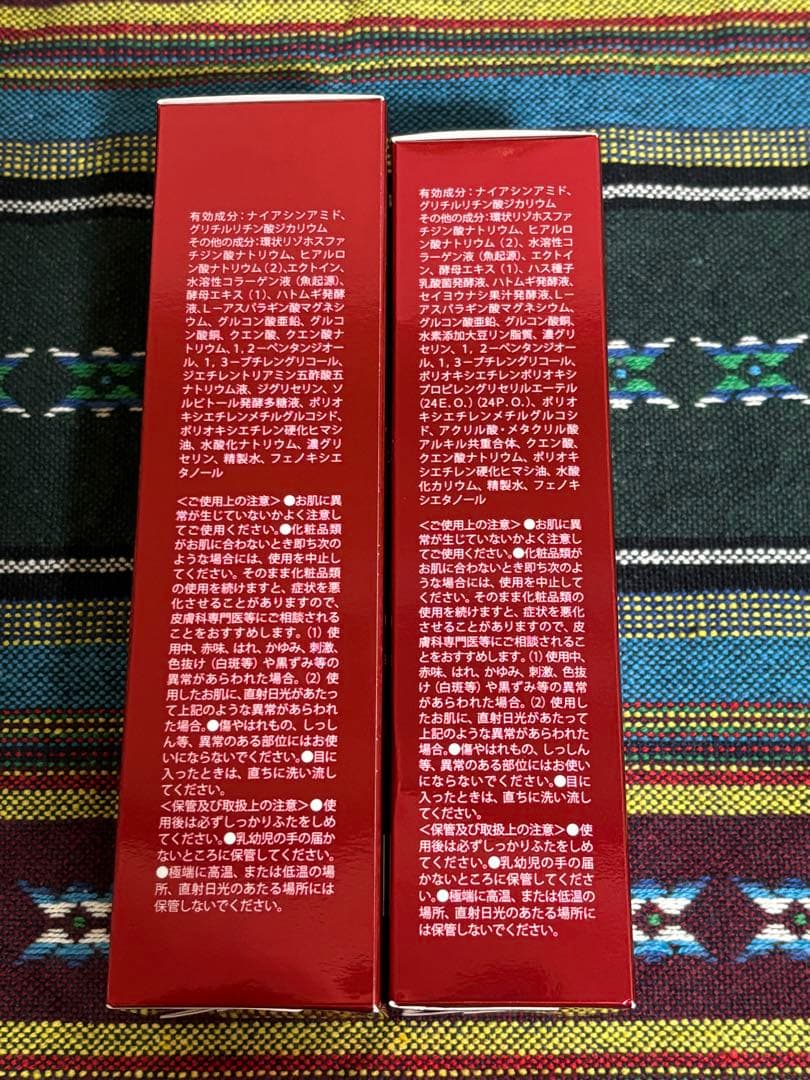 有効成分：ナイアシンアミド、
グリチルリチン酸ジカリウム
その他の成分：環状リゾホスファ
チジン酸ナトリウム、ヒアルロ
ン酸ナトリウム（2）、エクトイン、
水溶性コラーゲン液（魚起源）、
酵母エキス（1）、ハトムギ発酵
液、L－アスパラギン酸マグネシ
ウム、グルコン酸亜鉛、グルコ
ン酸銅、クエン酸、クエン酸ナ
トリウム、1，2－ペンタンジオー
ル、1，3－ブチレングリコール、
ジエチレントリアミン五酢酸五
ナトリウム液、ジグリセリン、ソ
ルビトール発酵多糖液、ポリオ
キシエチレンメチルグルコシド、
ポリオキシエチレン硬化ヒマシ
油、水酸化ナトリウム、濃グリ
セリン、精製水、フェノキシエ
タノール
＜ご使用上の注意＞●お肌に異
常が生じていないかよく注意し
てご使用ください。●化粧品類
がお肌に合わないとき即ち次の
ような場合には、使用を中止し
てください。そのまま化粧品類
の使用を続けますと、症状を悪
化させることがありますので、
皮膚科専門医等にご相談される
ことをおすすめします。（1）使
用中、赤味、はれ、かゆみ、刺激、
色抜け（白斑等）や黒ずみ等の
異常があらわれた場合。（2）使
用したお肌に、直射日光があたっ
て上記のような異常があらわれ
た場合。●傷やはれもの、しっし
ん等、異常のある部位にはお使
いにならないでください。●目に
入ったときは、直ちに洗い流し
てください。
＜保管及び取扱上の注意＞●使
用後は必ずしっかりふたをしめ
てください。●乳幼児の手の届か
ないところに保管してください。
●極端に高温、または低温の場
所、直射日光のあたる場所には
保管しないでください。
有効成分：ナイアシンアミド、
グリチルリチン酸ジカリウム
その他の成分：環状リゾホスファ
チジン酸ナトリウム、ヒアルロ
ン酸ナトリウム（2）、水溶性コ
ラーゲン液（魚起源）、エクトイ
ン、酵母エキス（1）、ハス種子
乳酸菌発酵液、ハトムギ発酵液、
セイヨウナシ果汁発酵液、L－
アスパラギン酸マグネシウム、
グルコン酸亜鉛、グルコン酸銅、
水素添加大豆リン脂質、濃グリ
セリン、1，2－ペンタンジオー
ル、1，3－ブチレングリコール、
ポリオキシエチレンポリオキシ
プロピレングリセリルエーテル
（24E.O.）（24P.O.）、ポリオ
キシエチレンメチルグルコシ
ド、アクリル酸・メタクリル酸
アルキル共重合体、クエン酸、
クエン酸ナトリウム、ポリオキ
シエチレン硬化ヒマシ油、水酸
化カリウム、精製水、フェノキ
シエタノール
＜ご使用上の注意＞●お肌に異
常が生じていないかよく注意し
てご使用ください。●化粧品類が
お肌に合わないとき即ち次のよ
うな場合には、使用を中止してく
ださい。そのまま化粧品類の
使用を続けますと、症状を悪化
させることがありますので、皮
膚科専門医等にご相談されるこ
とをおすすめします。（1）使用中、
赤味、はれ、かゆみ、刺激、色抜
け（白斑等）や黒ずみ等の異常
があらわれた場合。（2）使用し
たお肌に、直射日光があたって
上記のような異常があらわれた
場合。●傷やはれもの、しっしん
等、異常のある部位にはお使い
にならないでください。●目に
入ったときは、直ちに洗い流し
てください。
＜保管及び取扱上の注意＞●使
用後は必ずしっかりふたをしめ
てください。●乳幼児の手の届
かないところに保管してくださ
い。●極端に高温、または低温の
場所、直射日光のあたる場所に
は保管しないでください。